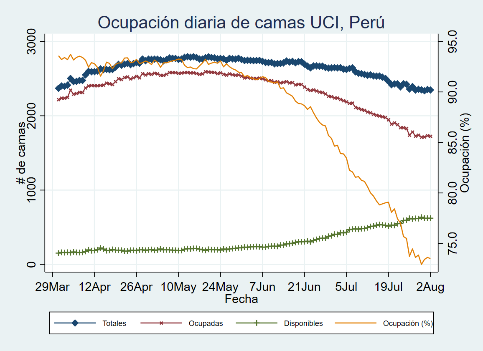 Ocupación diaria de camas UCI, Perú
3000
2000
1000
0
# de camas
95.0
90.0
85.0
80.0
75.0
Ocupación (%)
29Mar 12Apr 26Apr 10May 24May 7Jun 21Jun 5Jul 19Jul 2Aug
Fecha
Totales Ocupadas Disponibles Ocupación (%)